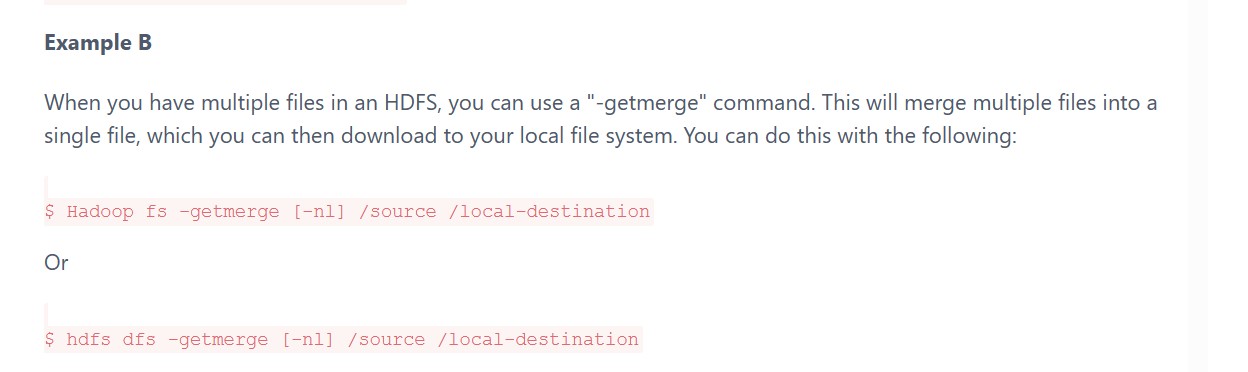 Example B
When you have multiple files in an HDFS, you can use a "-getmerge" command. This will merge multiple files into a
single file, which you can then download to your local file system. You can do this with the following:
$ Hadoop fs -getmerge [-nl] /source /local-destination
Or
$ hdfs dfs -getmerge [-nl] /source /local-destination